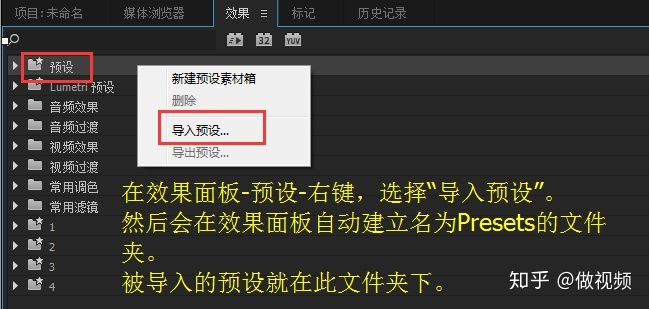 项目:未命名 媒体浏览器 效果 ≡ 标记 历史记录
32 YUV
预设
Lumetri 预设
音频效果
音频过渡
视频效果
视频过渡
常用调色
常用滤镜
1
2
3
4
新建预设素材箱
删除
导入预设...
导出预设...
在效果面板-预设-右键，选择“导入预设”。
然后会在效果面板自动建立名为Presets的文件
夹。
被导入的预设就在此文件夹下。
知乎 @做视频